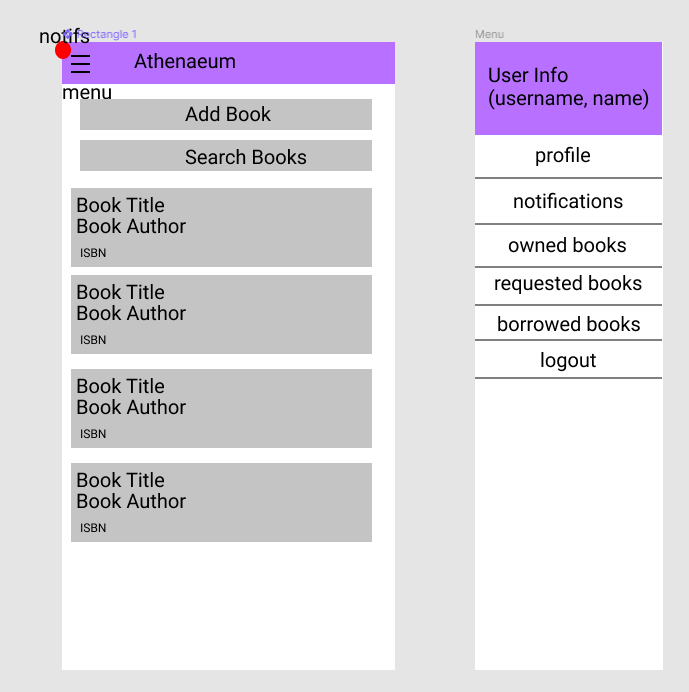 notifs
Rectangle 1
Athenaeum
menu
Add Book
Search Books
Book Title
Book Author
ISBN
Book Title
Book Author
ISBN
Book Title
Book Author
ISBN
Book Title
Book Author
ISBN
Menu
User Info
(username, name)
profile
notifications
owned books
requested books
borrowed books
logout